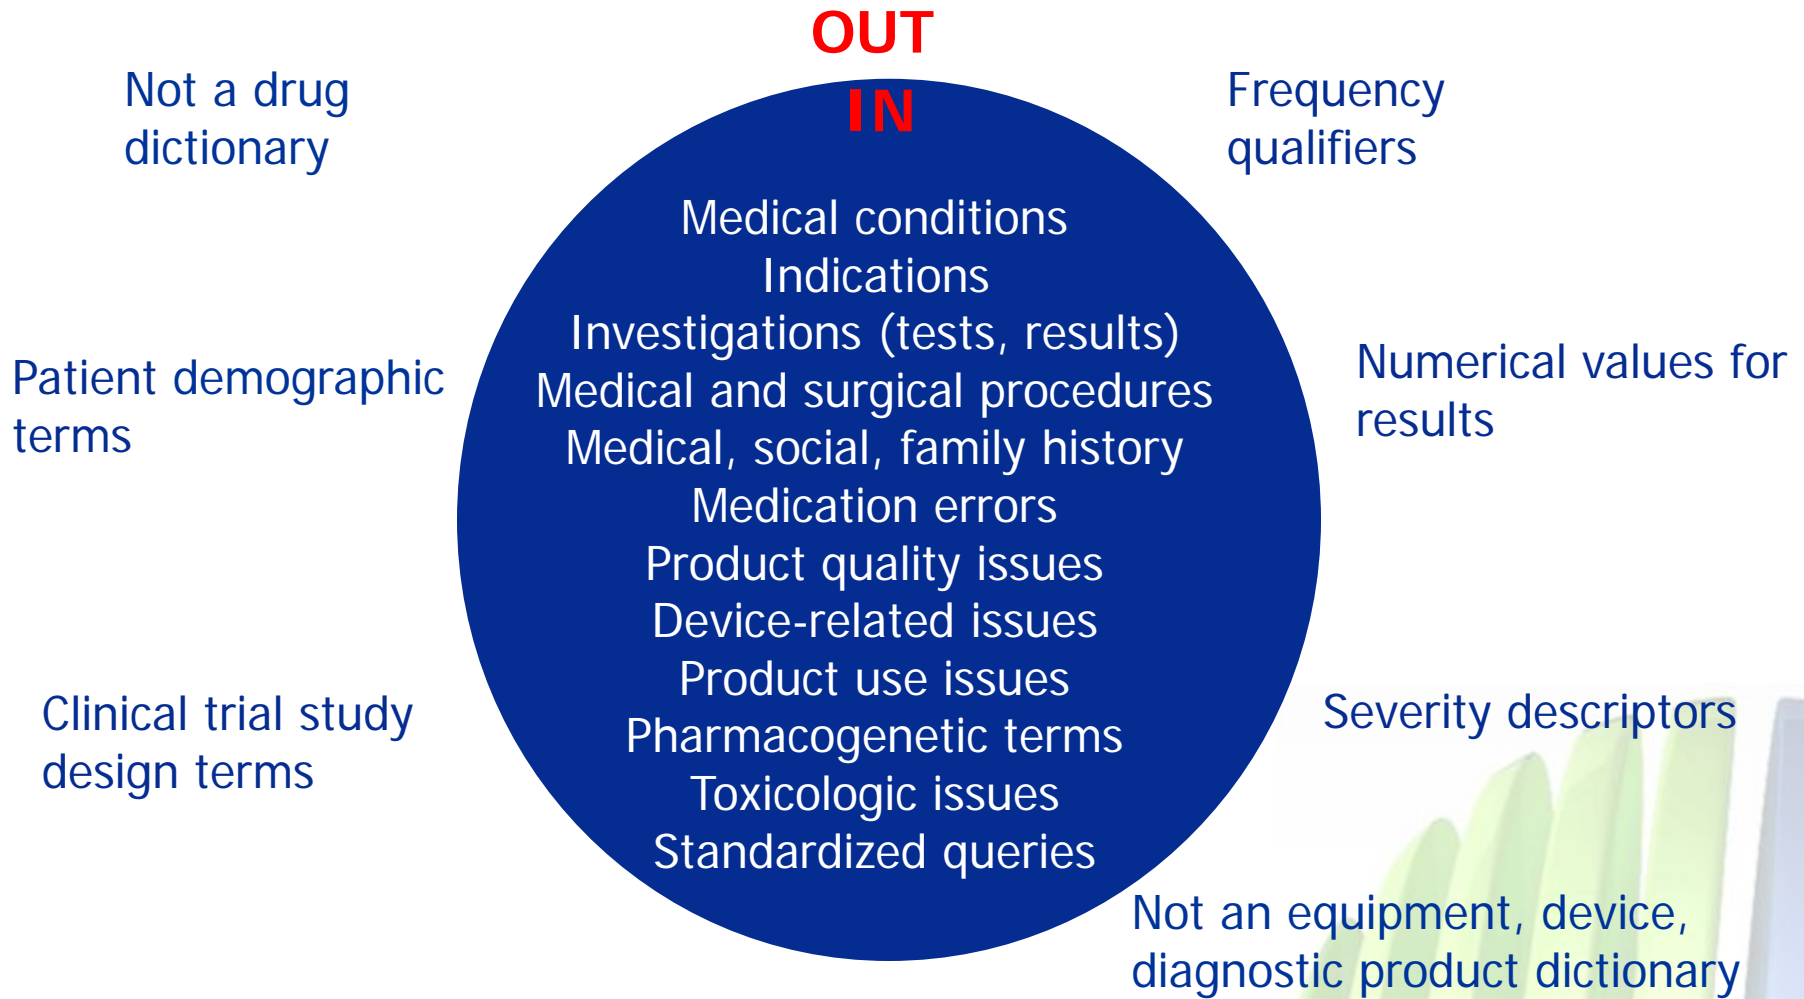 OUT
IN
Not a drug
dictionary
Frequency
qualifiers
Medical conditions
Indications
Investigations (tests, results)
Medical and surgical procedures
Medical, social, family history
Medication errors
Product quality issues
Device-related issues
Product use issues
Pharmacogenetic terms
Toxicologic issues
Standardized queries
Patient demographic
terms
Numerical values for
results
Clinical trial study
design terms
Severity descriptors
Not an equipment, device,
diagnostic product dictionary